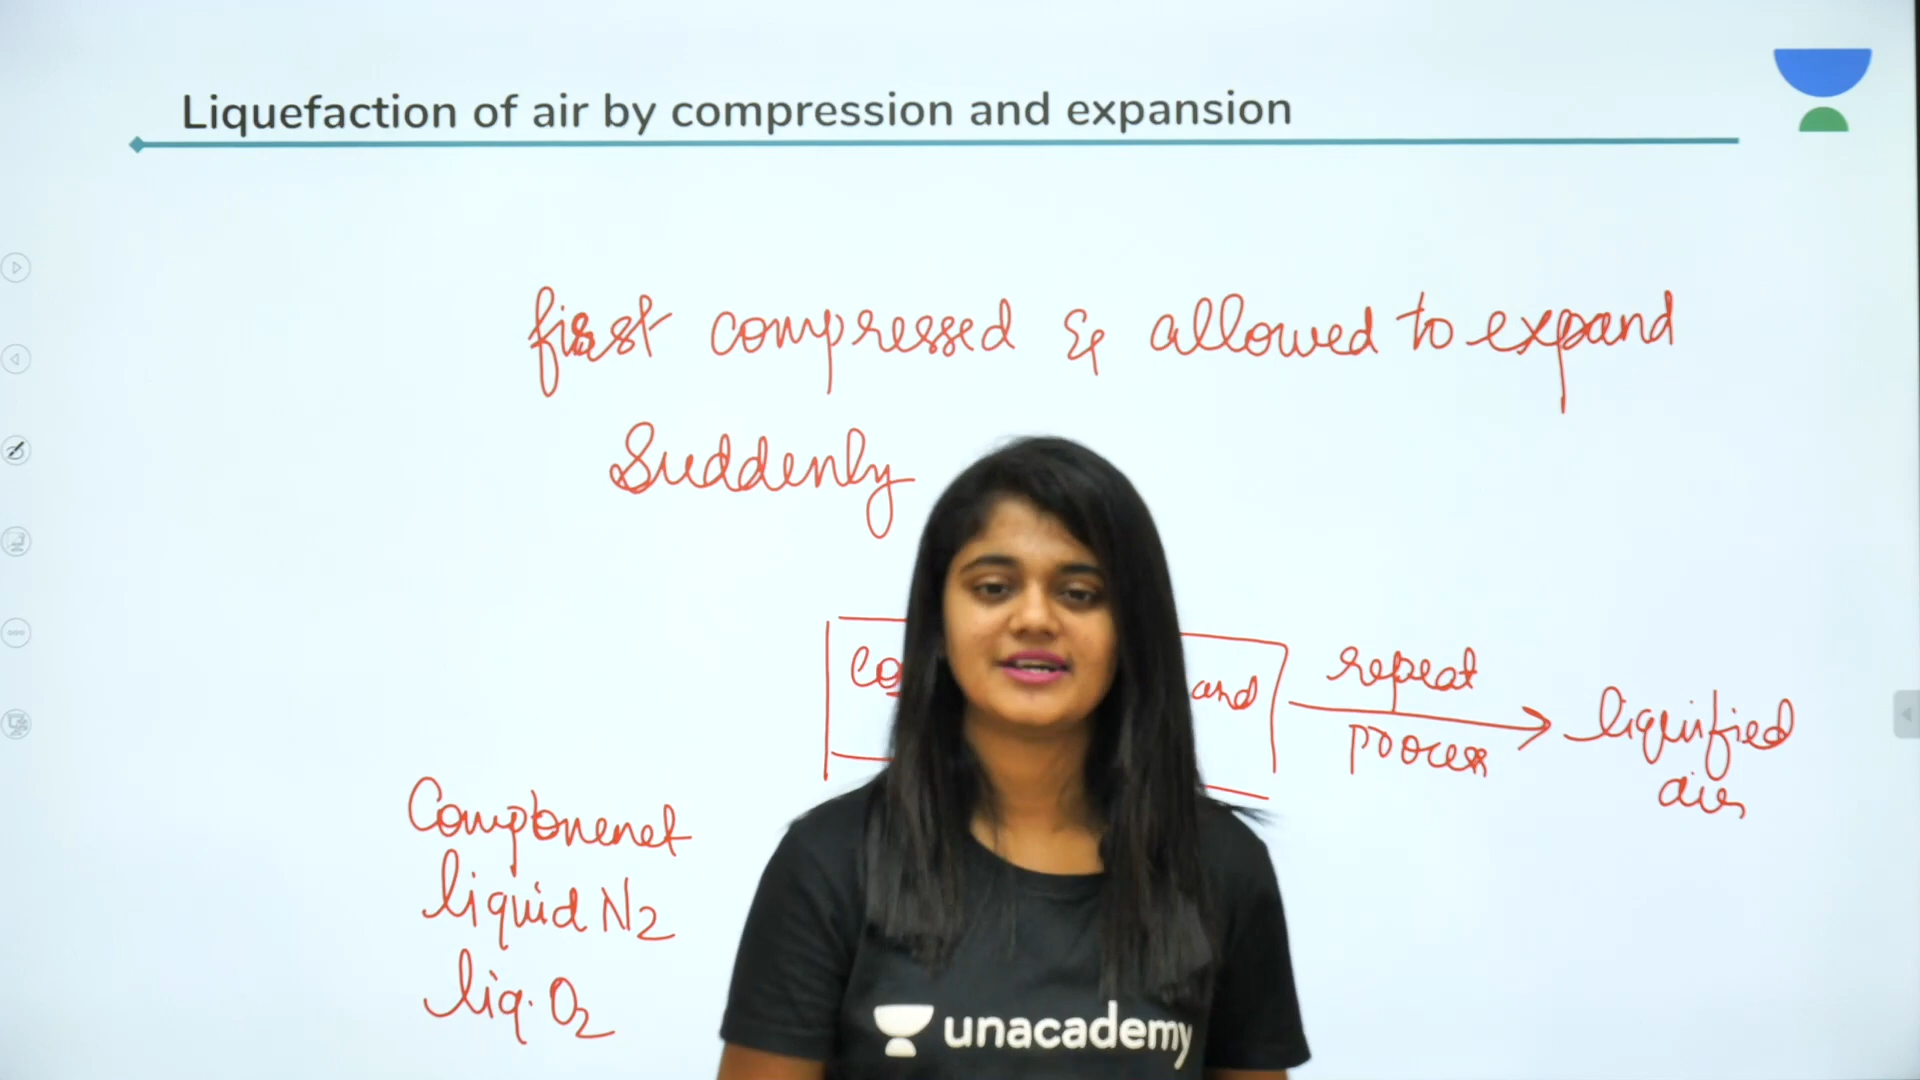 Liquefaction of air by compression and expansion
first compressed & allowed to expand
Suddenly
and
repeat
process
liquified
air
Componenet
liquid N2
liq. O2
unacademy